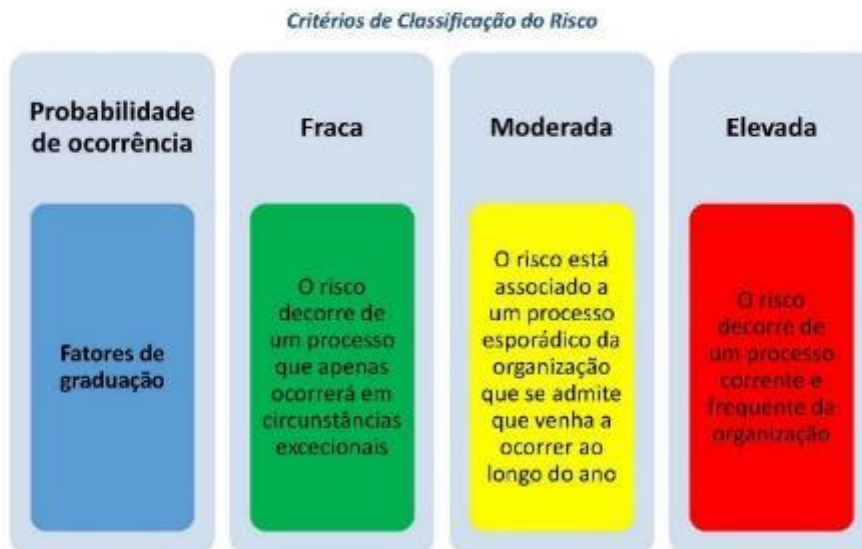 Critérios de Classificação do Risco
Probabilidade
de ocorrência
Fatores de
graduação
Fraca
O risco
decorre de
um processo
que apenas
ocorrerá em
circunstâncias
excecionais
Moderada
O risco está
associado a
um processo
esporádico da
organização
que se admite
que venha a
ocorrer ao
longo do ano
Elevada
O risco
decorre de
um processo
corrente e
frequente da
organização